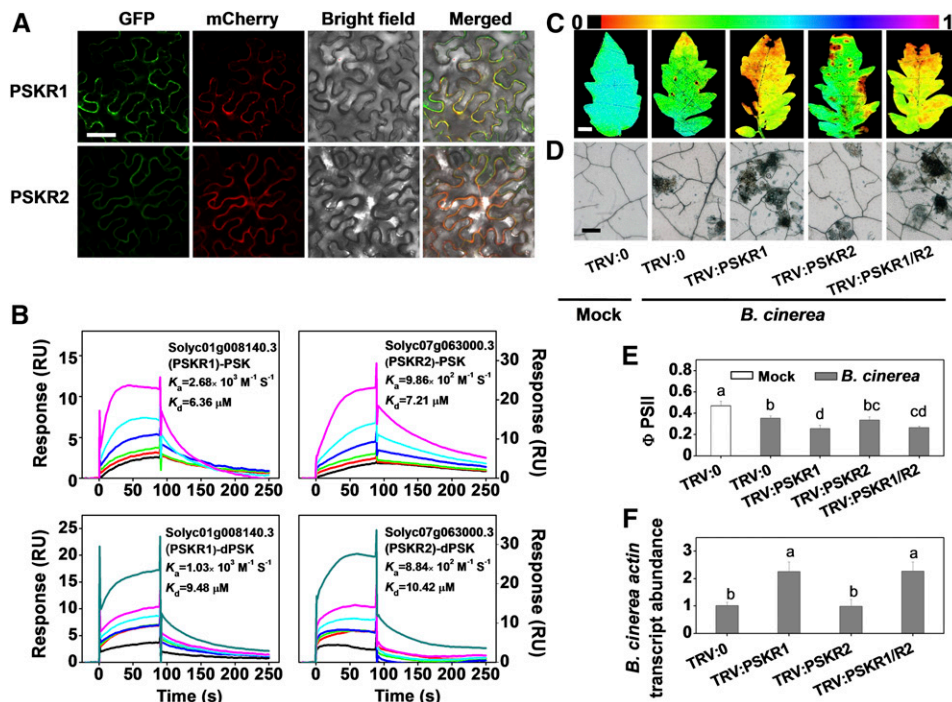 A
GFP
mCherry
Bright field
Merged
PSKR1
PSKR2
B
Response (RU)
15
10
5
0
Solyc01g008140.3
(PSKR1)-PSK
Ka=2.68× 10³ M⁻¹ S⁻¹
Kd=6.36 μM
0 50 100 150 200 250
Solyc07g063000.3
(PSKR2)-PSK
Ka=9.86× 10² M⁻¹ S⁻¹
Kd=7.21 μM
30
20
10
0
Response (RU)
0 50 100 150 200 250
Response (RU)
25
20
15
10
5
0
Solyc01g008140.3
(PSKR1)-dPSK
Ka=1.03× 10³ M⁻¹ S⁻¹
Kd=9.48 μM
0 50 100 150 200 250
Time (s)
Solyc07g063000.3
(PSKR2)-dPSK
Ka=8.84× 10² M⁻¹ S⁻¹
Kd=10.42 μM
30
20
10
0
Response (RU)
0 50 100 150 200 250
Time (s)
C
0
1
D
TRV:0
TRV:0
TRV:PSKR1
TRV:PSKR2
TRV:PSKR1/R2
Mock
B. cinerea
E
Φ PSII
0.8
0.6
0.4
0.2
0
Mock
B. cinerea
a
b
d
bc
cd
TRV:0
TRV:0
TRV:PSKR1
TRV:PSKR2
TRV:PSKR1/R2
F
B. cinerea actin
transcript abundance
3
2
1
0
b
a
b
a
TRV:0
TRV:PSKR1
TRV:PSKR2
TRV:PSKR1/R2